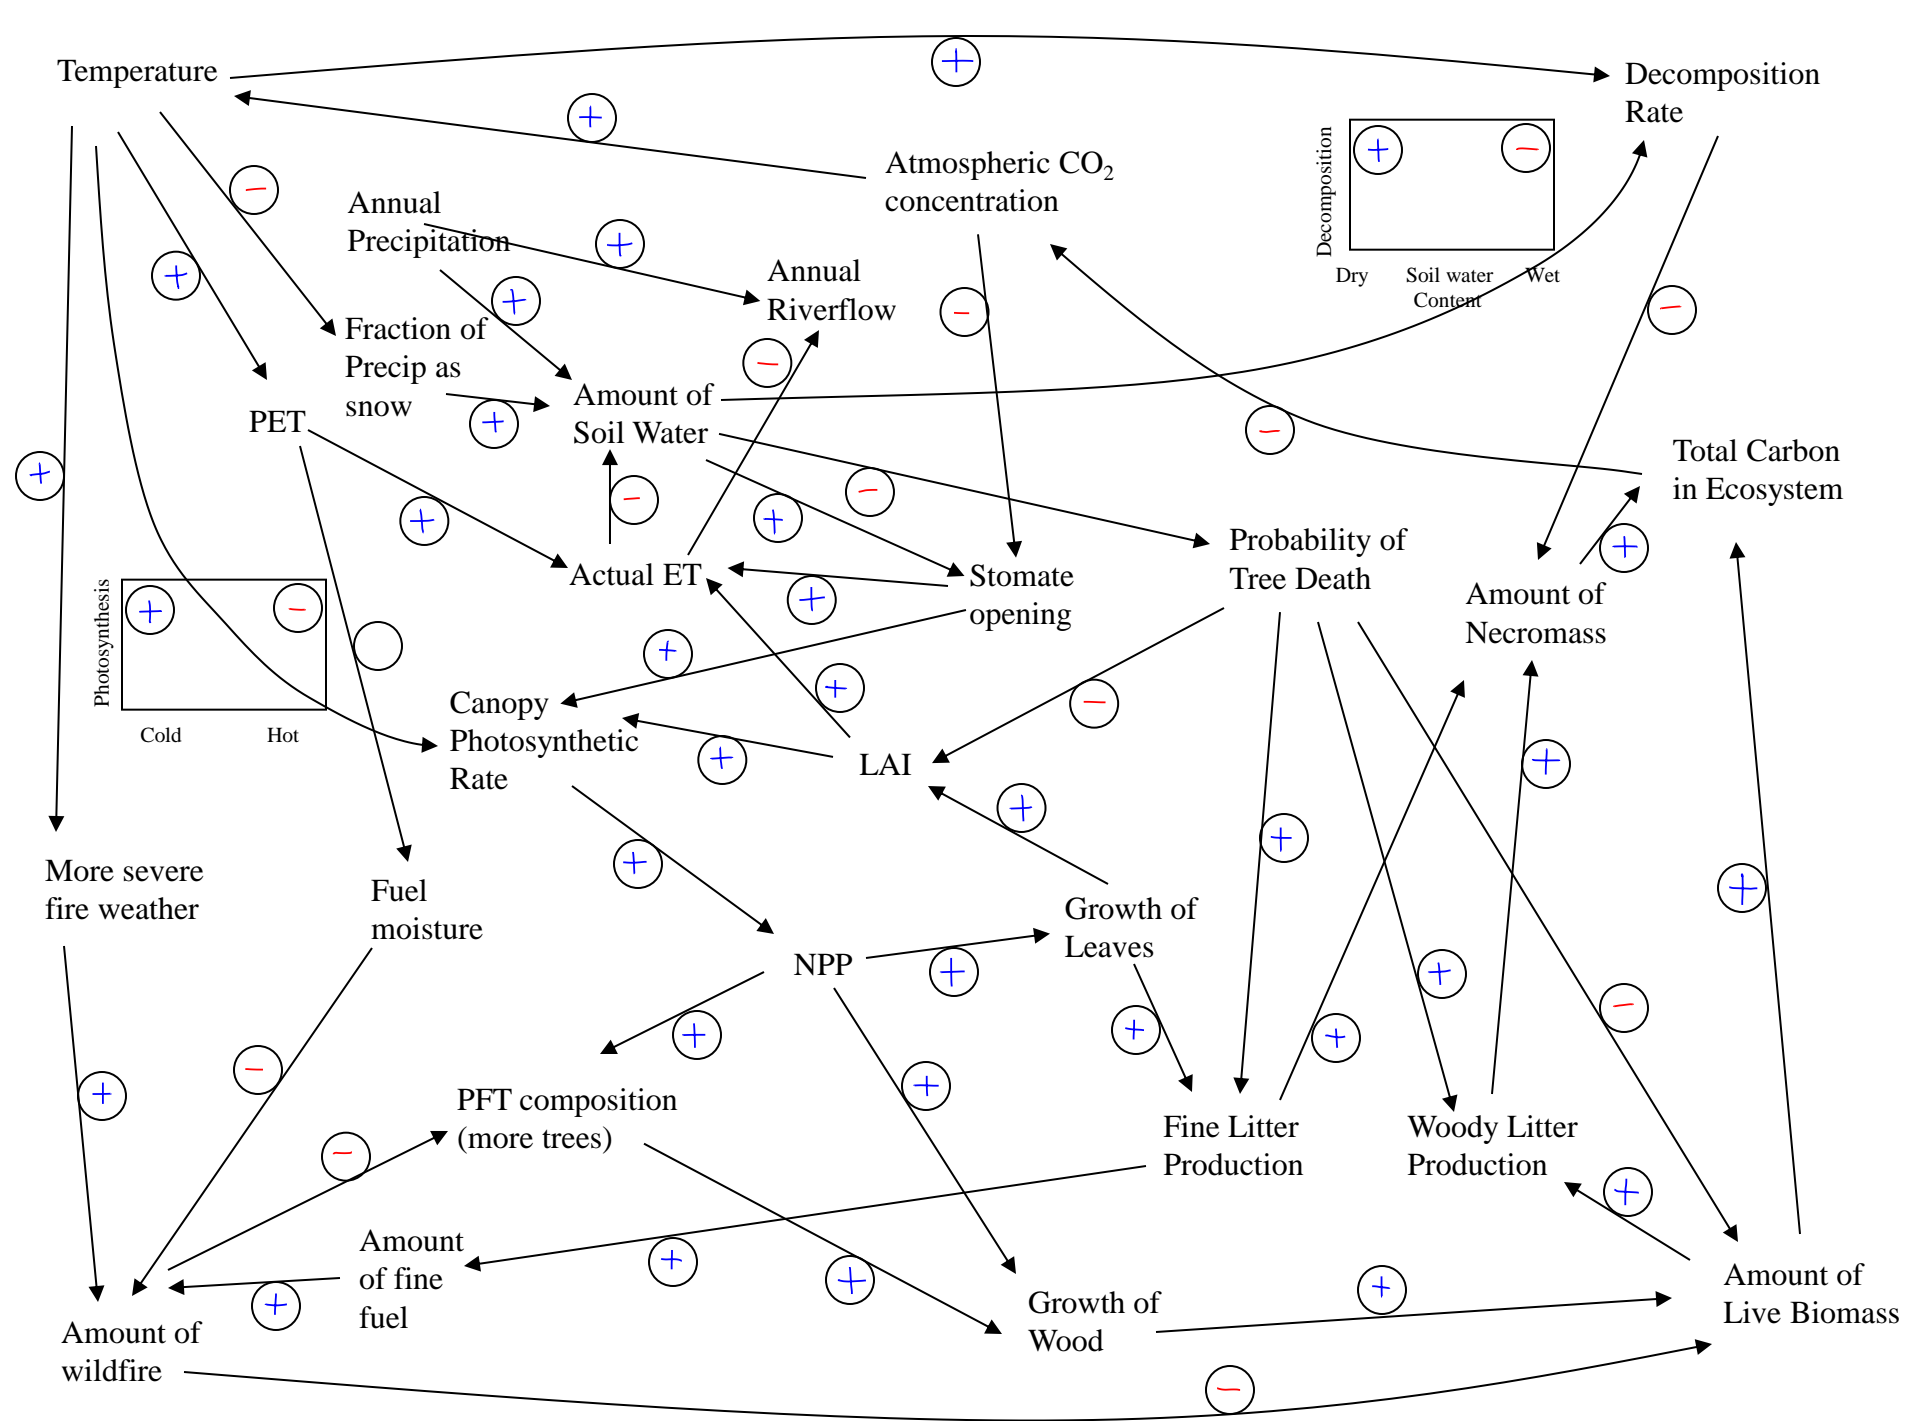 Temperature
Decomposition
Rate
Atmospheric CO₂
concentration
Annual
Precipitation
Annual
Riverflow
Decomposition
Dry
Soil water
Content
Wet
Fraction of
Precip as
snow
PET
Amount of
Soil Water
Total Carbon
in Ecosystem
Actual ET
Stomate
opening
Probability of
Tree Death
Amount of
Necromass
Photosynthesis
Cold
Hot
Canopy
Photosynthetic
Rate
LAI
More severe
fire weather
Fuel
moisture
NPP
Growth of
Leaves
PFT composition
(more trees)
Fine Litter
Production
Woody Litter
Production
Amount
of fine
fuel
Amount of
wildfire
Growth of
Wood
Amount of
Live Biomass